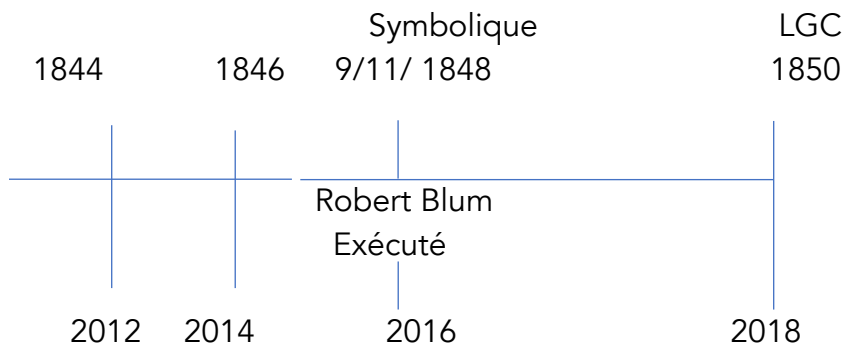 Symbolique LGC
1844 1846 9/11/ 1848 1850
Robert Blum
Exécuté
2012 2014 2016 2018